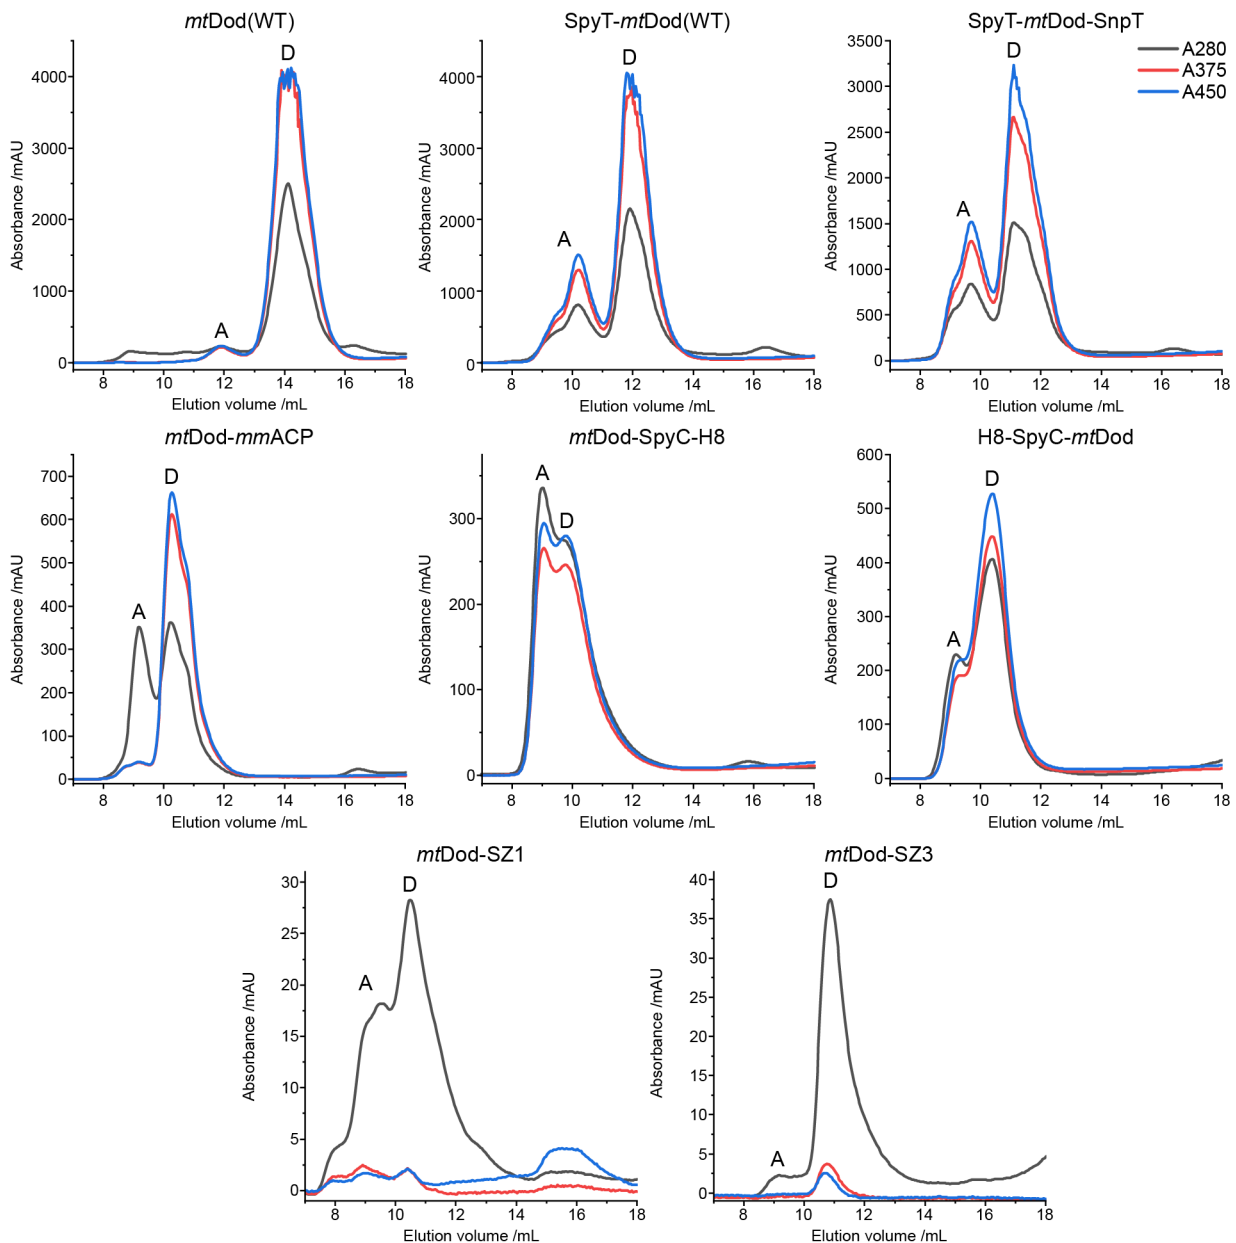 mtDod(WT)
SpyT-mtDod(WT)
SpyT-mtDod-SnpT
A280
A375
A450
D
A
4000
3000
2000
1000
0
Absorbance /mAU
8 10 12 14 16 18
Elution volume /mL
D
A
4000
3000
2000
1000
0
Absorbance /mAU
8 10 12 14 16 18
Elution volume /mL
D
A
3500
3000
2500
2000
1500
1000
500
0
Absorbance /mAU
8 10 12 14 16 18
Elution volume /mL
mtDod-mmACP
D
A
700
600
500
400
300
200
100
0
Absorbance /mAU
8 10 12 14 16 18
Elution volume /mL
mtDod-SpyC-H8
A
D
300
200
100
0
Absorbance /mAU
8 10 12 14 16 18
Elution volume /mL
H8-SpyC-mtDod
D
A
600
500
400
300
200
100
0
Absorbance /mAU
8 10 12 14 16 18
Elution volume /mL
mtDod-SZ1
D
A
30
25
20
15
10
5
0
Absorbance /mAU
8 10 12 14 16 18
Elution volume /mL
mtDod-SZ3
D
A
40
35
30
25
20
15
10
5
0
Absorbance /mAU
8 10 12 14 16 18
Elution volume /mL